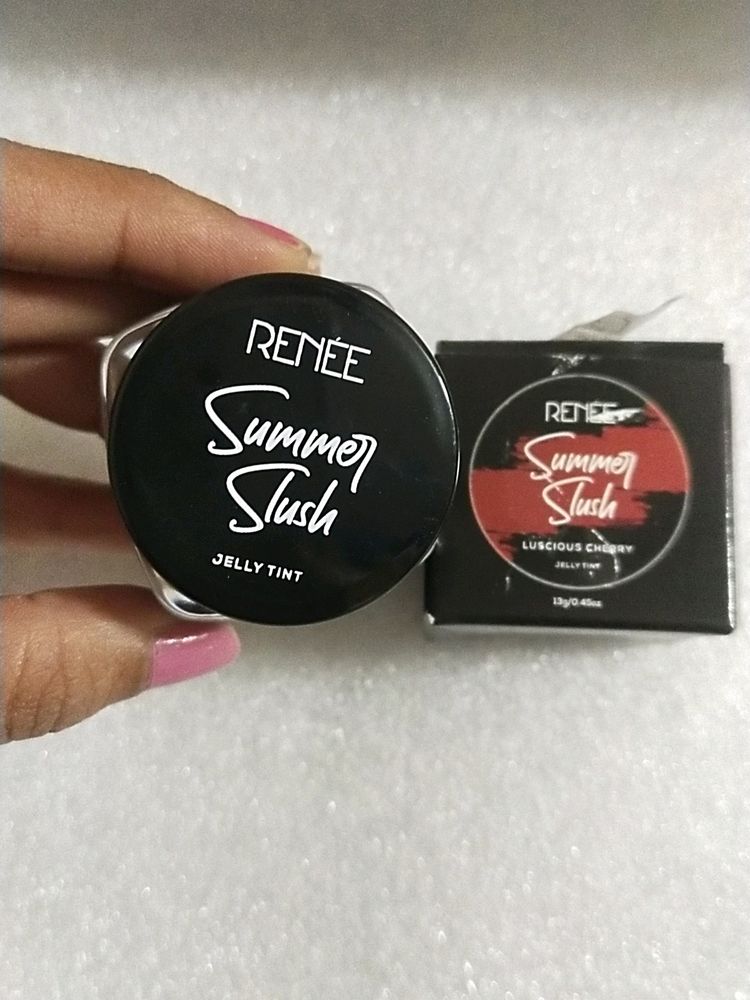 RENÉE
Summer
Slush
JELLY TINT
RENÉE
Summer
Slush
LUSCIOUS CHERRY
JELLY TINT
13g/0.45oz